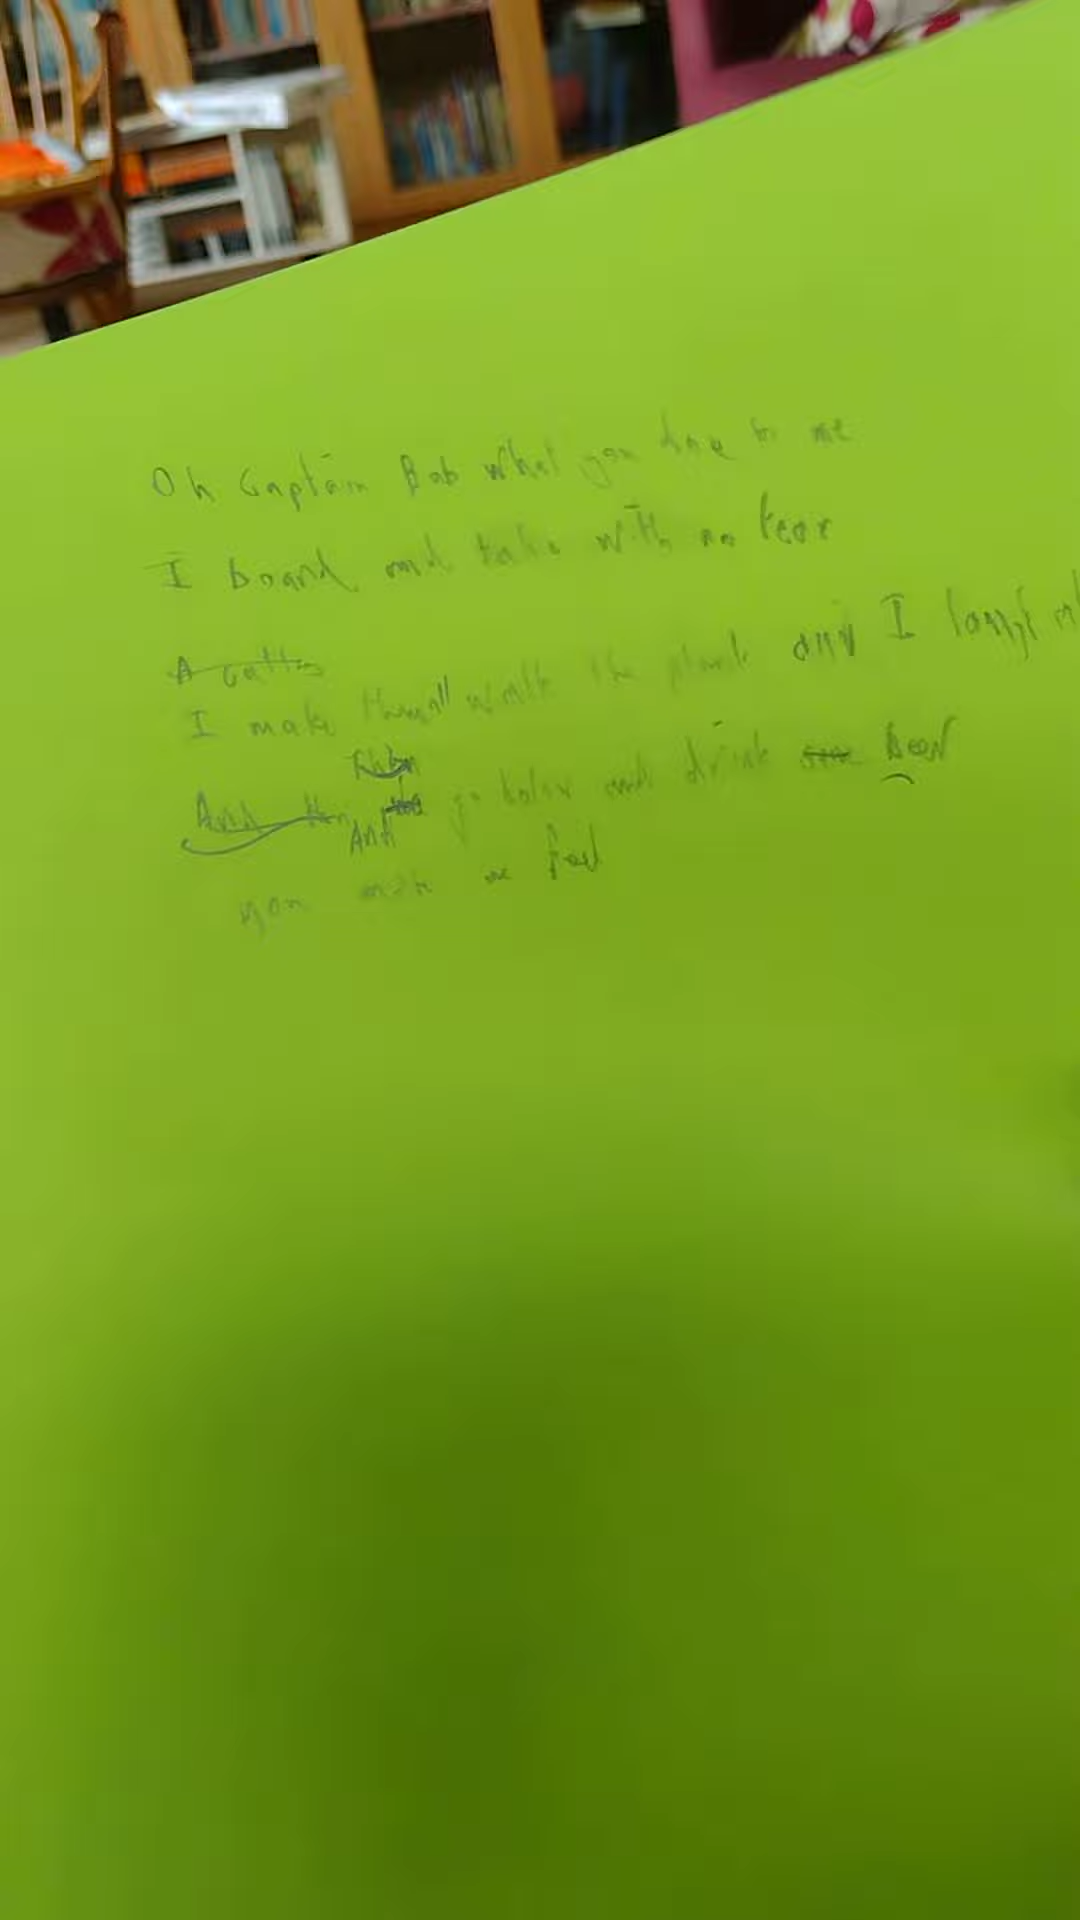 Oh Captain Bob what you done to me
I board and take with no fear
A
I make them all walk the plank and I
And go below and drink Beer
you make me feel